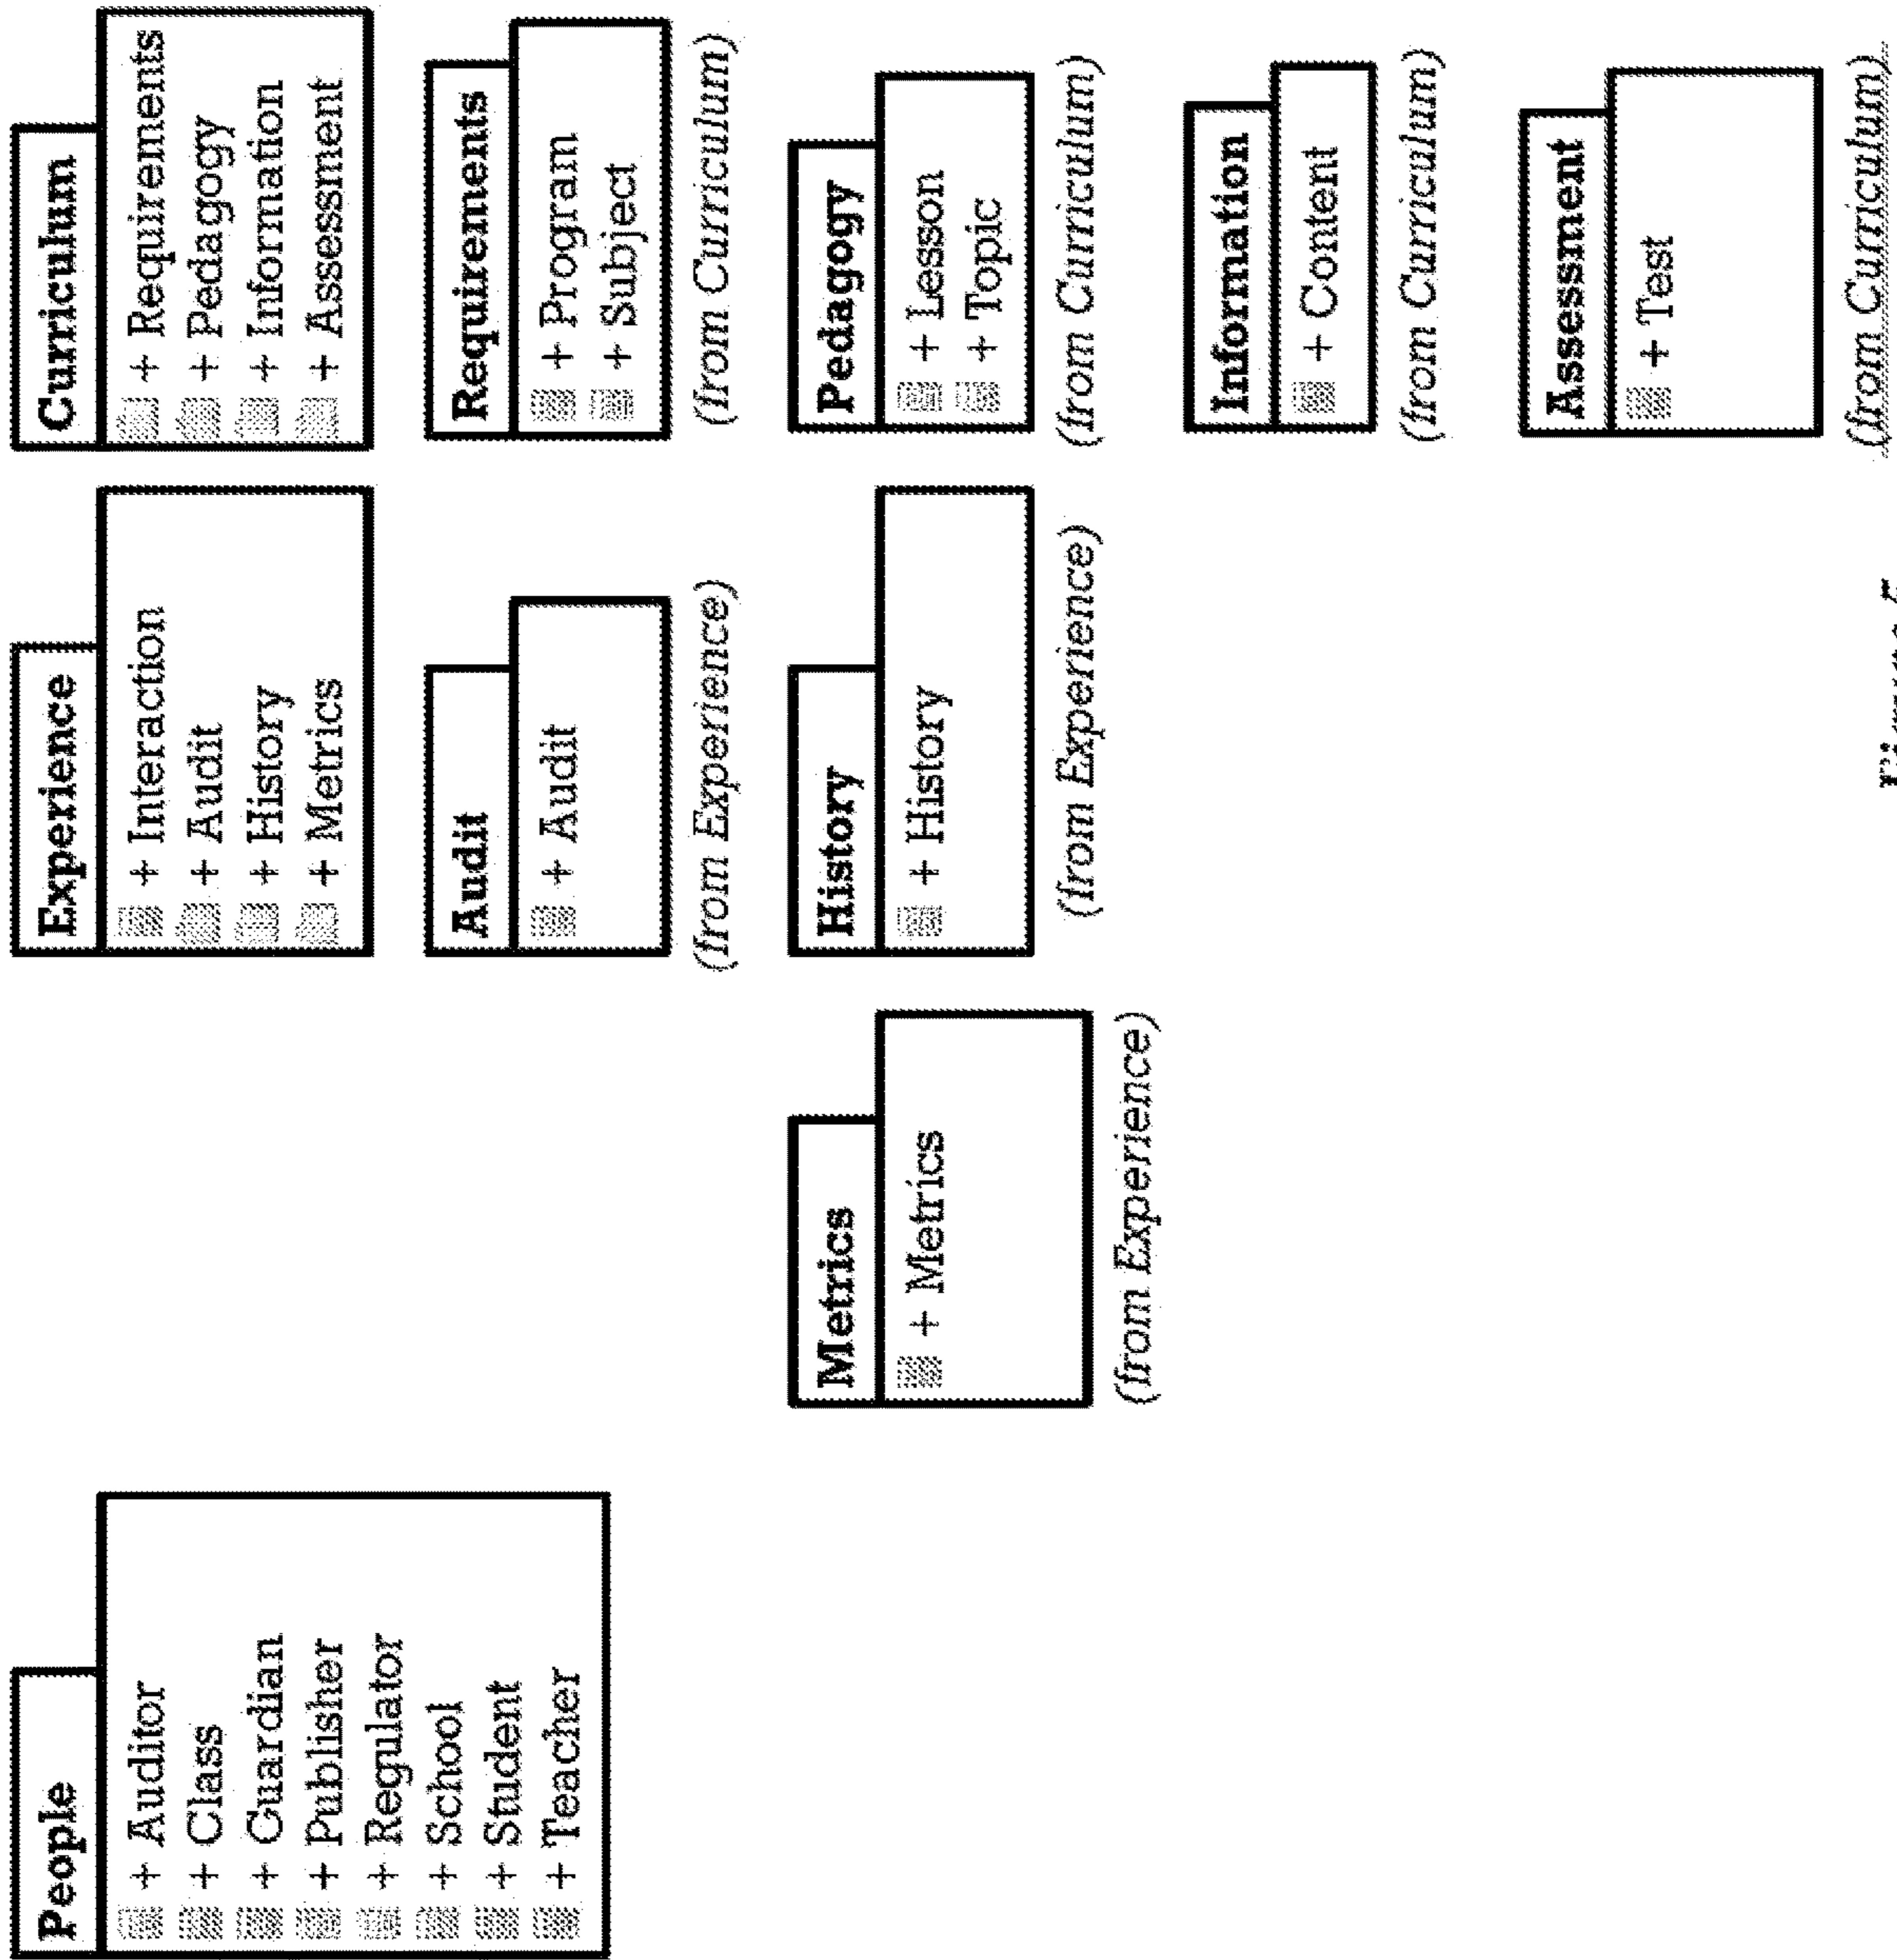 People
+ Auditor
+ Class
+ Guardian
+ Publisher
+ Regulator
+ School
+ Student
+ Teacher
Metrics
+ Metrics
(from Experience)
Experience
+ Interaction
+ Audit
+ History
+ Metrics
Audit
+ Audit
(from Experience)
History
+ History
(from Experience)
Curriculum
+ Requirements
+ Pedagogy
+ Information
+ Assessment
Requirements
+ Program
+ Subject
(from Curriculum)
Pedagogy
+ Lesson
+ Topic
(from Curriculum)
Information
+ Content
(from Curriculum)
Assessment
+ Test
(from Curriculum)